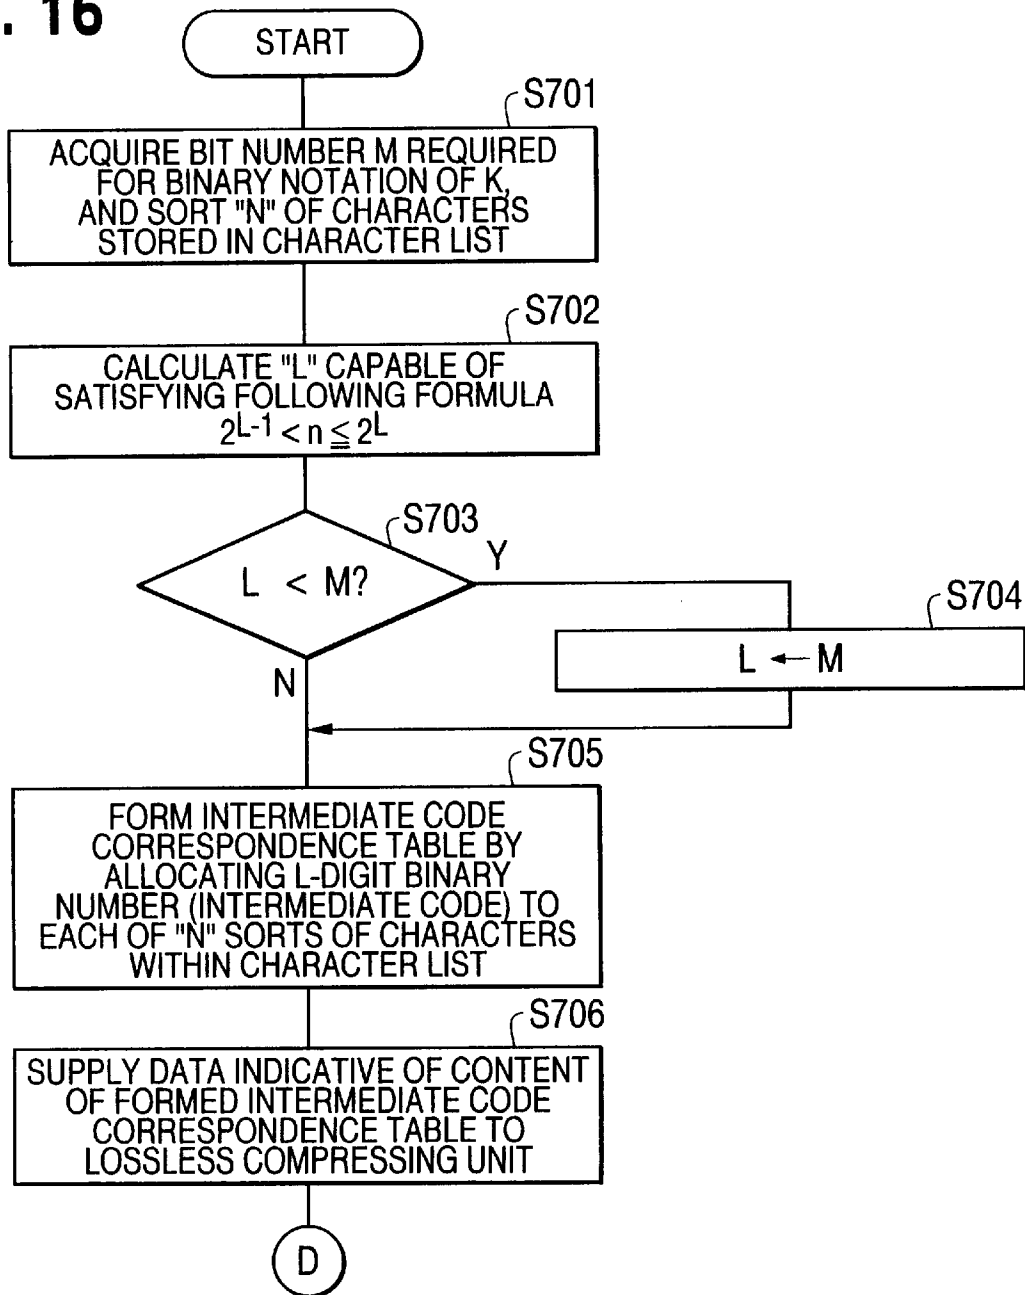 . 16
START
S701
ACQUIRE BIT NUMBER M REQUIRED
FOR BINARY NOTATION OF K,
AND SORT "N" OF CHARACTERS
STORED IN CHARACTER LIST
S702
CALCULATE "L" CAPABLE OF
SATISFYING FOLLOWING FORMULA
2^L-1 < n ≦ 2^L
S703
L < M?
Y
S704
L ← M
N
S705
FORM INTERMEDIATE CODE
CORRESPONDENCE TABLE BY
ALLOCATING L-DIGIT BINARY
NUMBER (INTERMEDIATE CODE) TO
EACH OF "N" SORTS OF CHARACTERS
WITHIN CHARACTER LIST
S706
SUPPLY DATA INDICATIVE OF CONTENT
OF FORMED INTERMEDIATE CODE
CORRESPONDENCE TABLE TO
LOSSLESS COMPRESSING UNIT
D